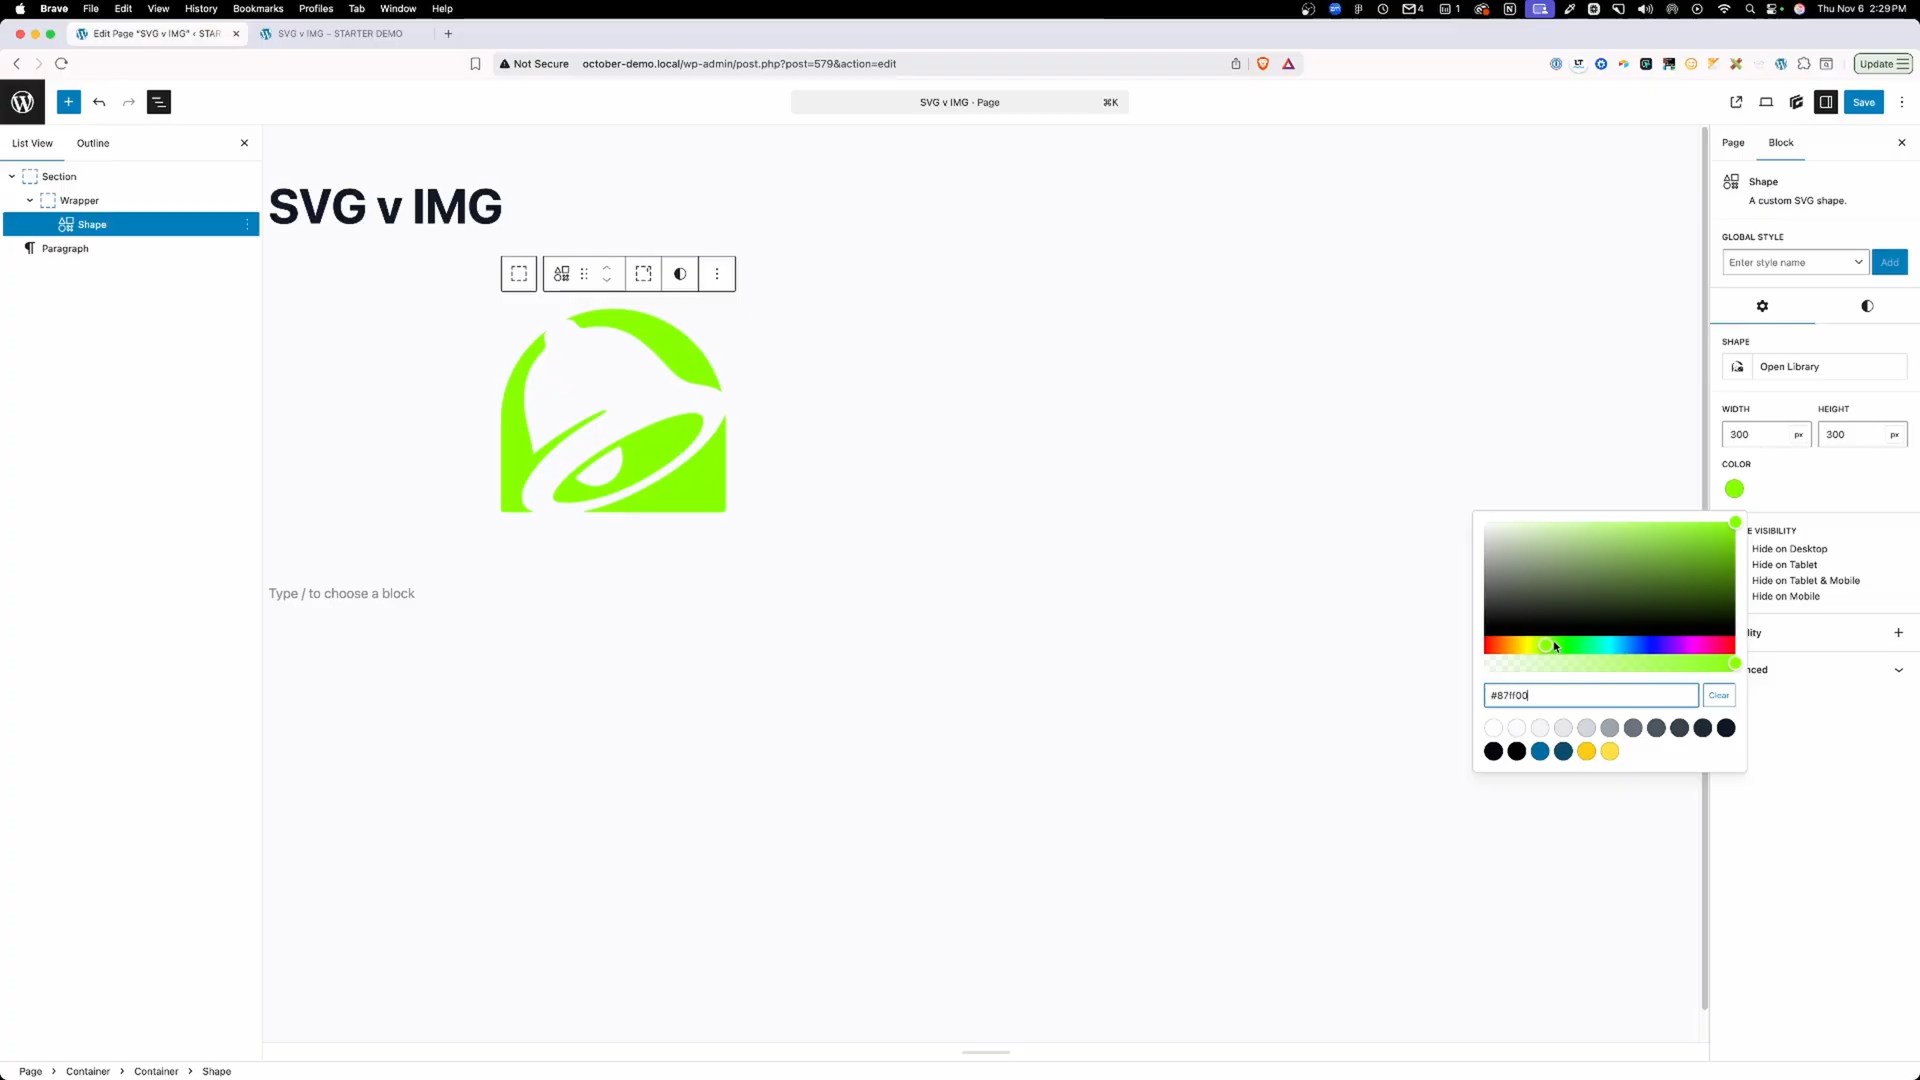 Brave File Edit View History Bookmarks Profiles Tab Window Help 4 1 Thu Nov 6 2:29 PM
Edit Page “SVG v IMG” ‹ STAR SVG v IMG – STARTER DEMO
Not Secure october-demo.local/wp-admin/post.php?post=579&action=edit LT Update
SVG v IMG · Page ⌘K Save
List View Outline
Section
Wrapper
Shape
Paragraph
SVG v IMG
Type / to choose a block
Page Block
Shape
A custom SVG shape.
GLOBAL STYLE
Enter style name Add
SHAPE
Open Library
WIDTH HEIGHT
300 px 300 px
COLOR
E VISIBILITY
Hide on Desktop
Hide on Tablet
Hide on Tablet & Mobile
Hide on Mobile
lity
nced
#87ff00 Clear
Page > Container > Container > Shape